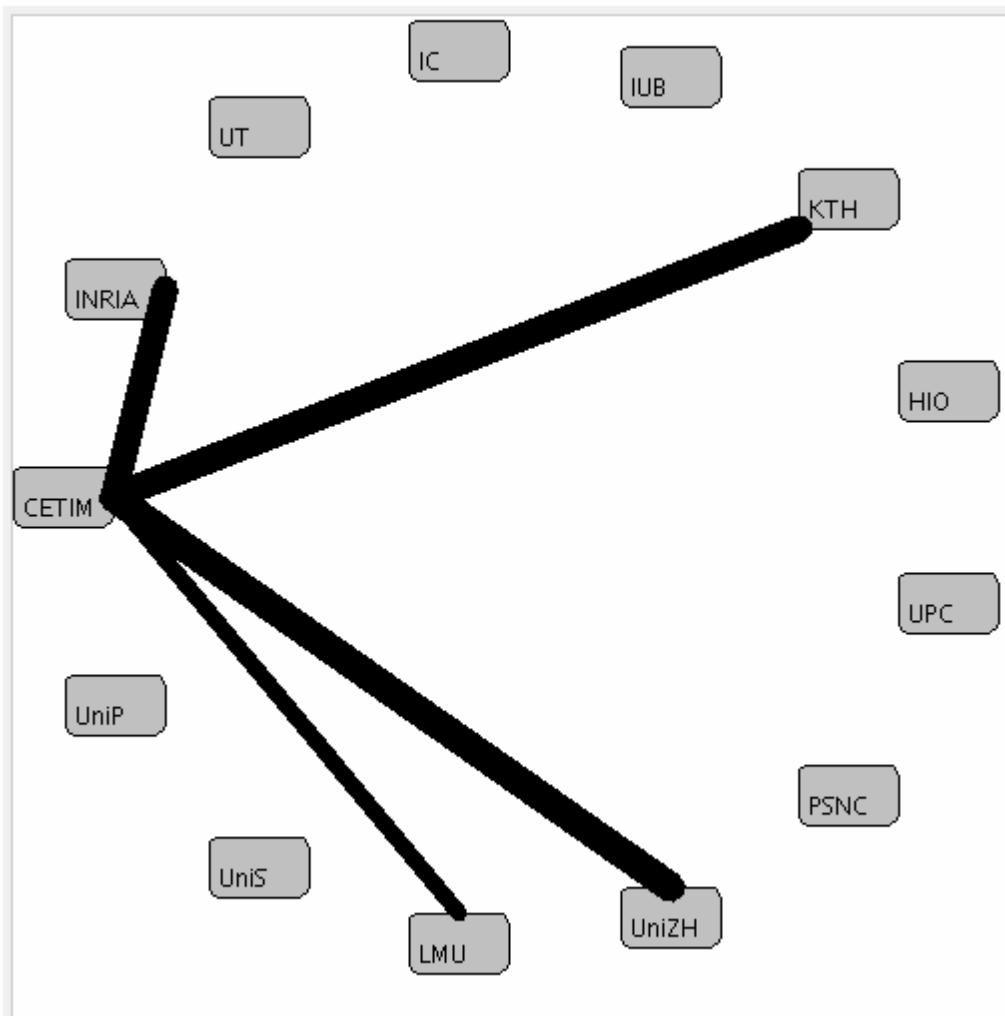 IC
IUB
UT
KTH
INRIA
HIO
CETIM
UPC
UniP
PSNC
UniS
UniZH
LMU